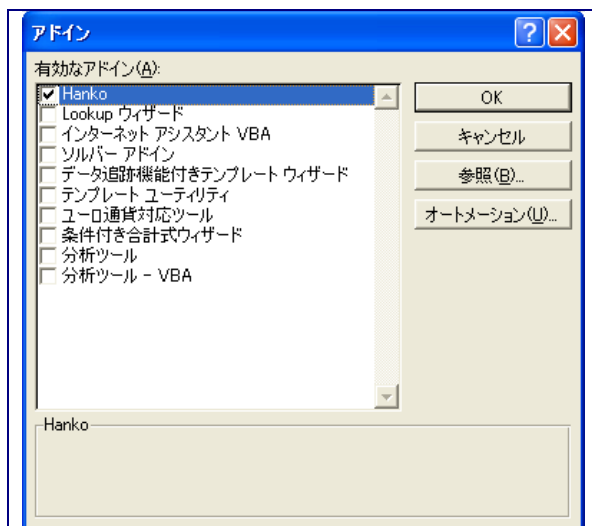 アドイン
有効なアドイン(A):
Hanko
Lookup ウィザード
インターネット アシスタント VBA
ソルバー アドイン
データ追跡機能付きテンプレート ウィザード
テンプレート ユーティリティ
ユーロ通貨対応ツール
条件付き合計式ウィザード
分析ツール
分析ツール - VBA
OK
キャンセル
参照(B)...
オートメーション(U)...
Hanko